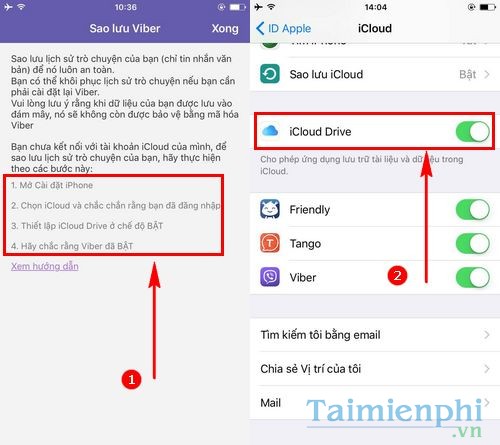 10:36
Sao lưu Viber
Xong
Sao lưu lịch sử trò chuyện của bạn (chỉ tin nhắn văn
bản) để nó luôn an toàn.
Bạn có thể khôi phục lịch sử trò chuyện nếu bạn cần
phải cài đặt lại Viber.
Vui lòng lưu ý rằng khi dữ liệu của bạn được lưu vào
đám mây, nó sẽ không còn được bảo vệ bằng mã hóa
Viber
Bạn chưa kết nối với tài khoản iCloud của mình, để
sao lưu lịch sử trò chuyện của bạn, hãy thực hiện
theo các bước này:
1. Mở Cài đặt iPhone
2. Chọn iCloud và chắc chắn rằng bạn đã đăng nhập
3. Thiết lập iCloud Drive ở chế độ BẬT
4. Hãy chắc rằng Viber đã BẬT
Xem hướng dẫn
1
14:04
ID Apple
iCloud
Sao lưu iCloud
Bật
iCloud Drive
Cho phép ứng dụng lưu trữ tài liệu và dữ liệu trong
iCloud.
Friendly
Tango
Viber
2
Tìm kiếm tôi bằng email
Chia sẻ Vị trí của tôi
Mail
Taimienphi
.vn